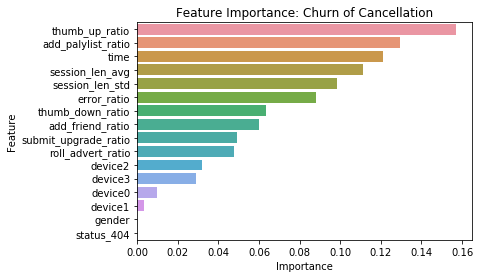 Feature Importance: Churn of Cancellation
Feature
thumb_up_ratio
add_palylist_ratio
time
session_len_avg
session_len_std
error_ratio
thumb_down_ratio
add_friend_ratio
submit_upgrade_ratio
roll_advert_ratio
device2
device3
device0
device1
gender
status_404
0.00 0.02 0.04 0.06 0.08 0.10 0.12 0.14 0.16
Importance